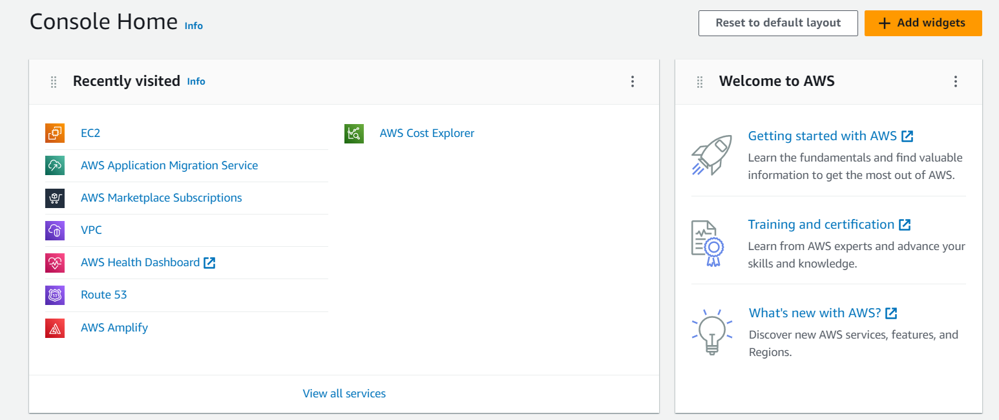 Console Home Info
Reset to default layout
Add widgets
Recently visited Info
EC2
AWS Application Migration Service
AWS Marketplace Subscriptions
VPC
AWS Health Dashboard
Route 53
AWS Amplify
AWS Cost Explorer
View all services
Welcome to AWS
Getting started with AWS
Learn the fundamentals and find valuable
information to get the most out of AWS.
Training and certification
Learn from AWS experts and advance your
skills and knowledge.
What's new with AWS?
Discover new AWS services, features, and
Regions.